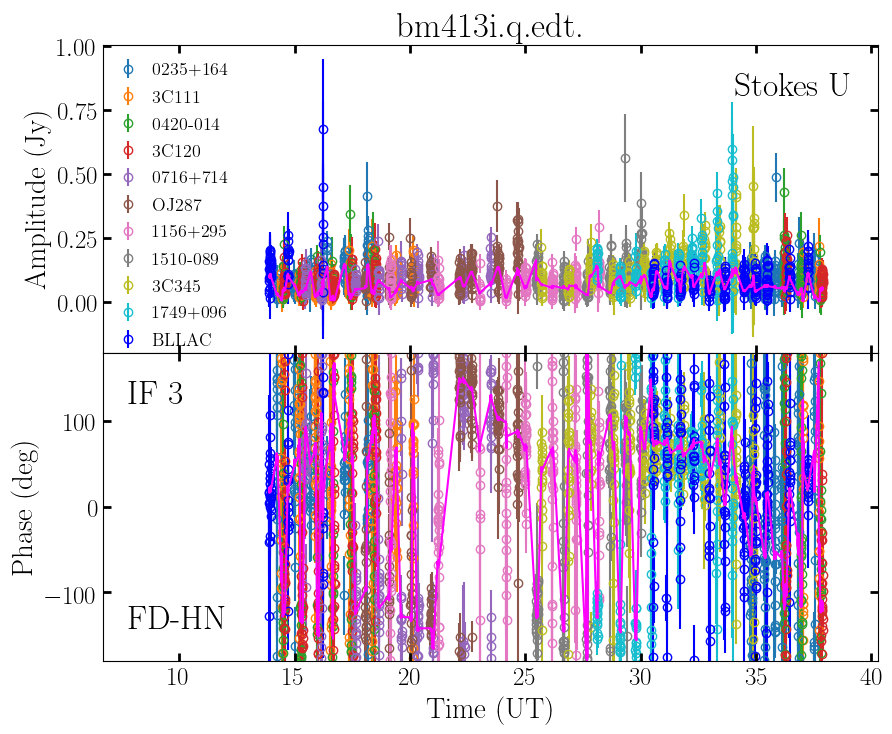 bm413i.q.edt.
Stokes U
Amplitude (Jy)
1.00
0.75
0.50
0.25
0.00
0235+164
3C111
0420-014
3C120
0716+714
OJ287
1156+295
1510-089
3C345
1749+096
BLLAC
IF 3
Phase (deg)
100
0
−100
FD-HN
10
15
20
25
30
35
40
Time (UT)